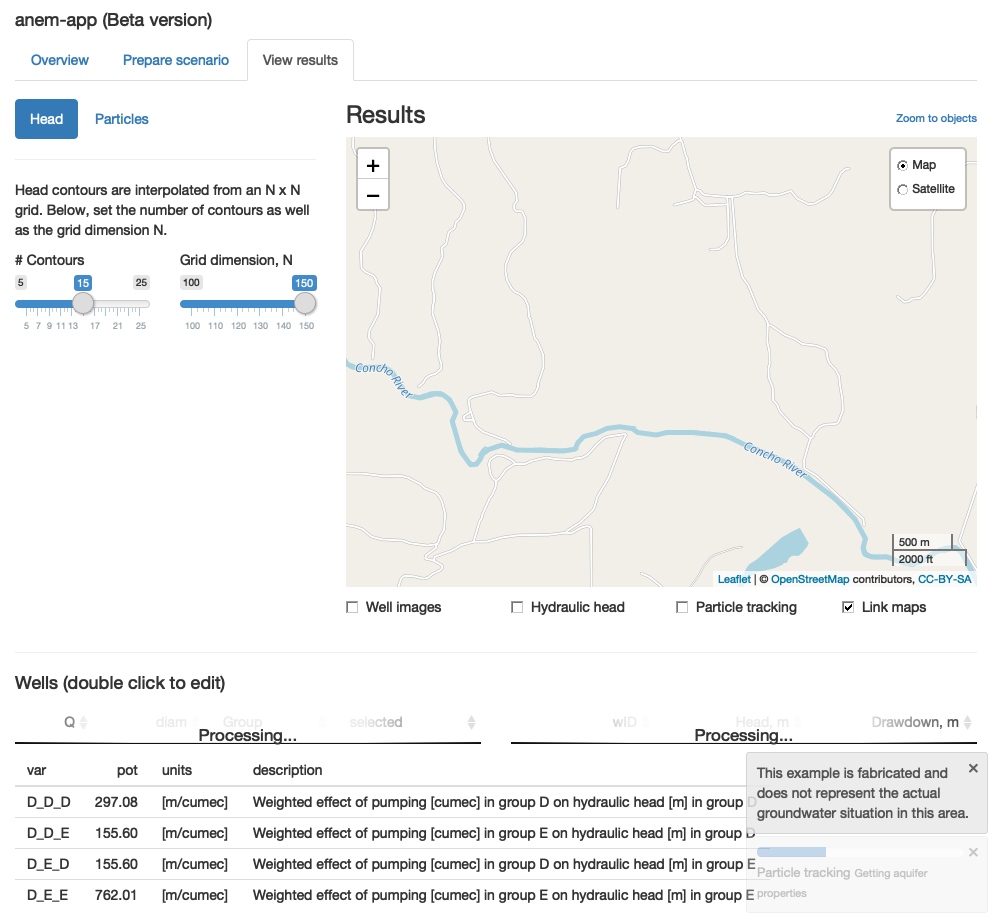 anem-app (Beta version)
Overview Prepare scenario View results
Head Particles
Results
Zoom to objects
Head contours are interpolated from an N x N
grid. Below, set the number of contours as well
as the grid dimension N.
# Contours Grid dimension, N
5 15 25 100 150
5 7 9 11 13 17 21 25 100 110 120 130 140 150
+
−
Map
Satellite
Concho River
Concho River
500 m
2000 ft
Leaflet | © OpenStreetMap contributors, CC-BY-SA
Well images Hydraulic head Particle tracking Link maps
Wells (double click to edit)
Q diam Group selected wID Head, m Drawdown, m
Processing... Processing...
var pot units description
D_D_D 297.08 [m/cumec] Weighted effect of pumping [cumec] in group D on hydraulic head [m] in group D
D_D_E 155.60 [m/cumec] Weighted effect of pumping [cumec] in group E on hydraulic head [m] in group D
D_E_D 155.60 [m/cumec] Weighted effect of pumping [cumec] in group D on hydraulic head [m] in group E
D_E_E 762.01 [m/cumec] Weighted effect of pumping [cumec] in group E on hydraulic head [m] in group E
This example is fabricated and
does not represent the actual
groundwater situation in this area.
Particle tracking Getting aquifer
properties